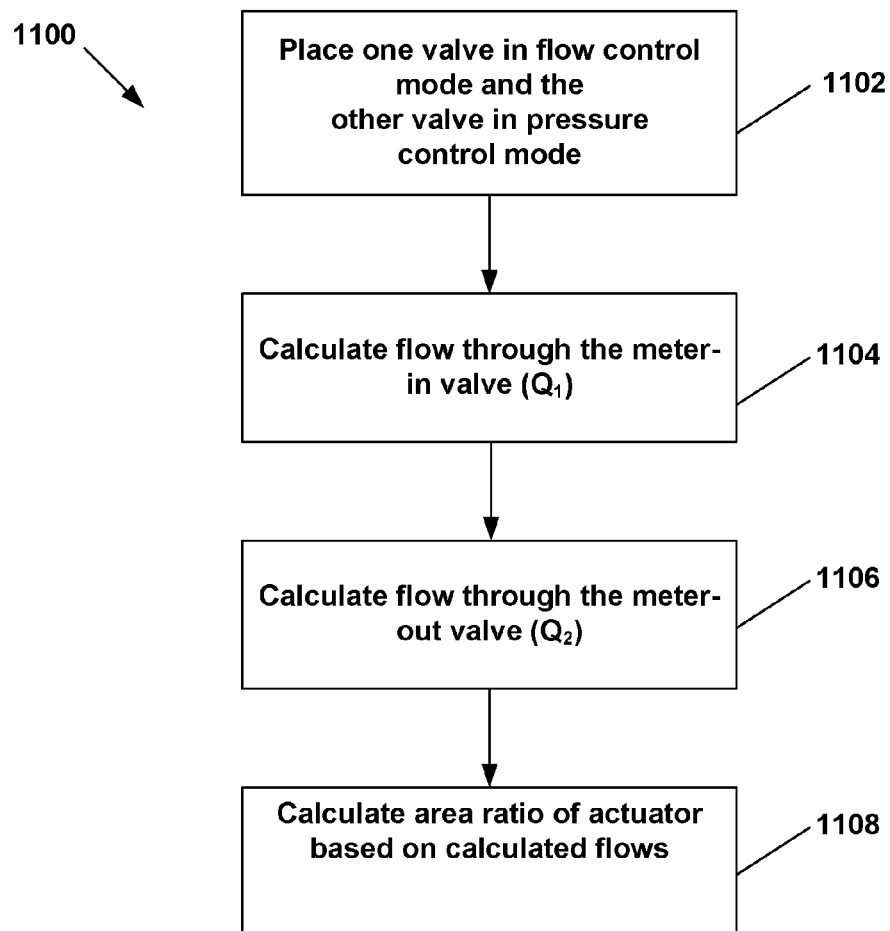 1100
Place one valve in flow control
mode and the
other valve in pressure
control mode
1102
Calculate flow through the meter-
in valve (Q₁)
1104
Calculate flow through the meter-
out valve (Q₂)
1106
Calculate area ratio of actuator
based on calculated flows
1108